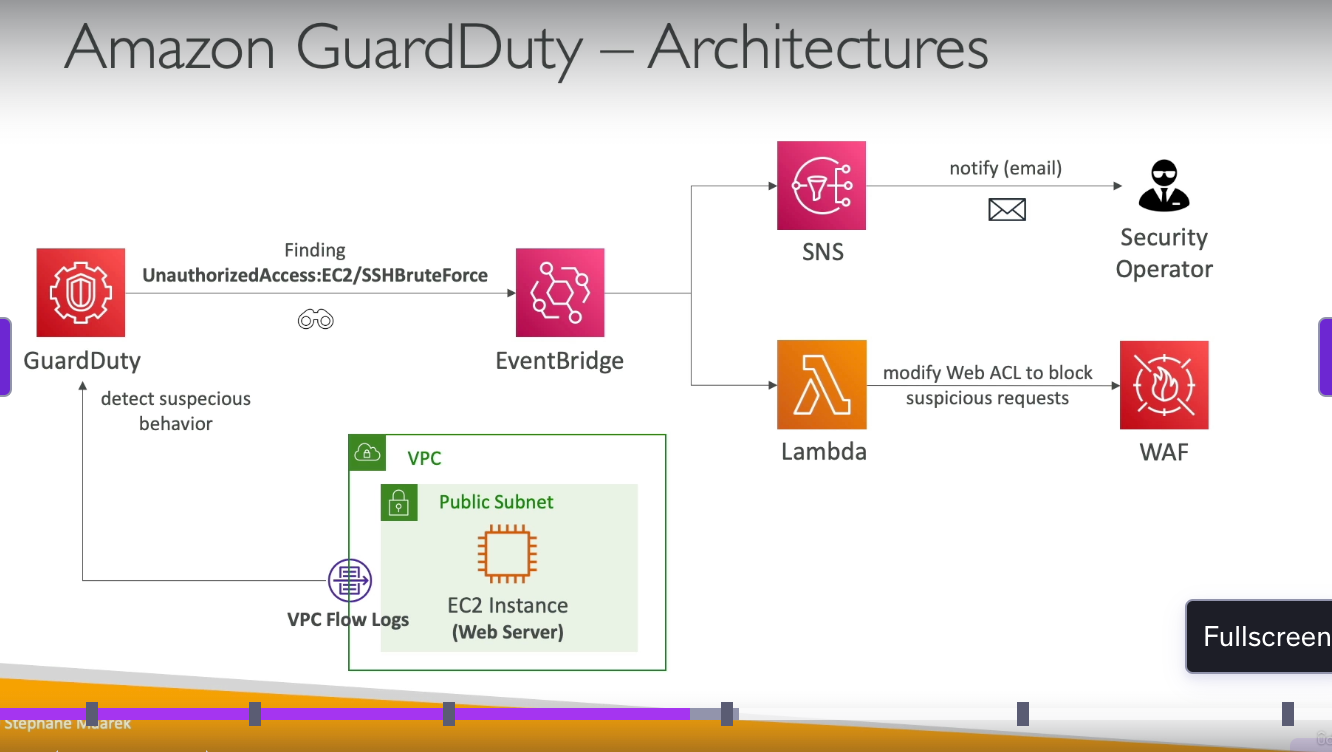 Amazon GuardDuty – Architectures
notify (email)
SNS
Security
Operator
Finding
UnauthorizedAccess:EC2/SSHBruteForce
GuardDuty
EventBridge
detect suspecious
behavior
modify Web ACL to block
suspicious requests
Lambda
WAF
VPC
Public Subnet
EC2 Instance
(Web Server)
VPC Flow Logs
Fullscreen
Stephane Maarek